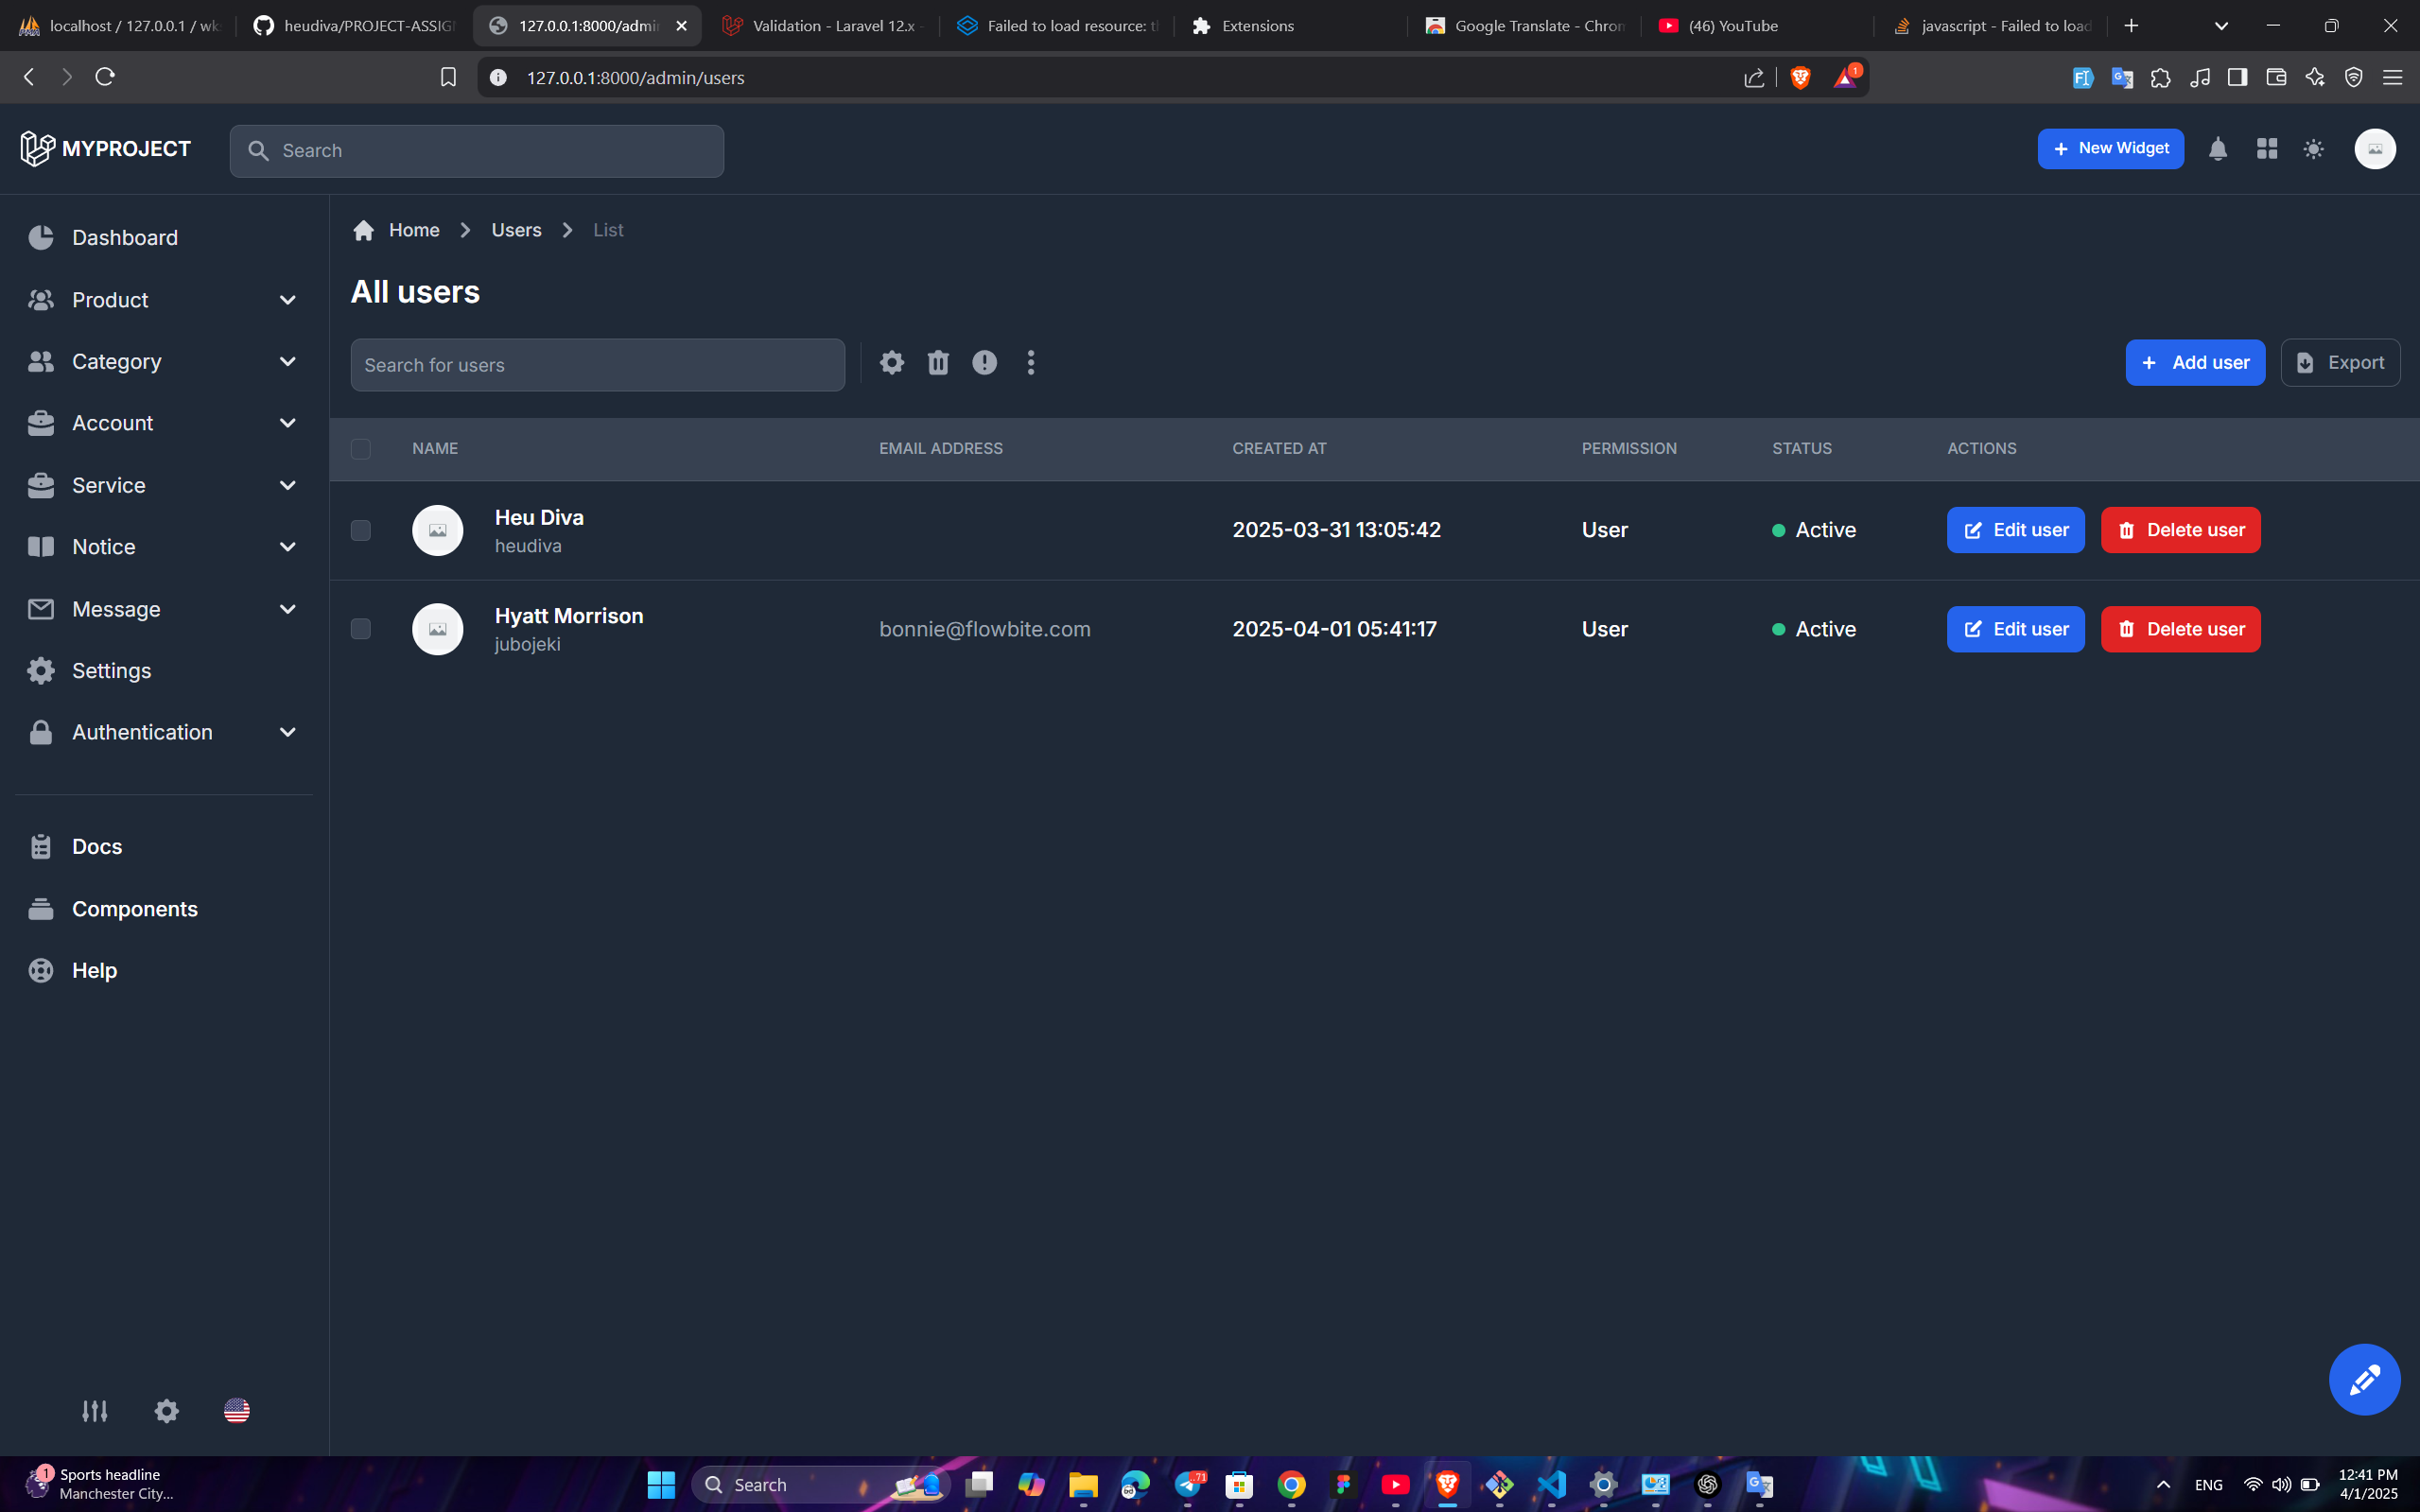 localhost / 127.0.0.1 / wk
heudiva/PROJECT-ASSIG
127.0.0.1:8000/admi
Validation - Laravel 12.x -
Failed to load resource: t
Extensions
Google Translate - Chron
(46) YouTube
javascript - Failed to load
127.0.0.1:8000/admin/users
1
MYPROJECT
Search
New Widget
Dashboard
Product
Category
Account
Service
Notice
Message
Settings
Authentication
Docs
Components
Help
Home
Users
List
All users
Search for users
Add user
Export
NAME
EMAIL ADDRESS
CREATED AT
PERMISSION
STATUS
ACTIONS
Heu Diva
heudiva
2025-03-31 13:05:42
User
Active
Edit user
Delete user
Hyatt Morrison
jubojeki
bonnie@flowbite.com
2025-04-01 05:41:17
User
Active
Edit user
Delete user
1
Sports headline
Manchester City...
Search
..71
ENG
12:41 PM
4/1/2025